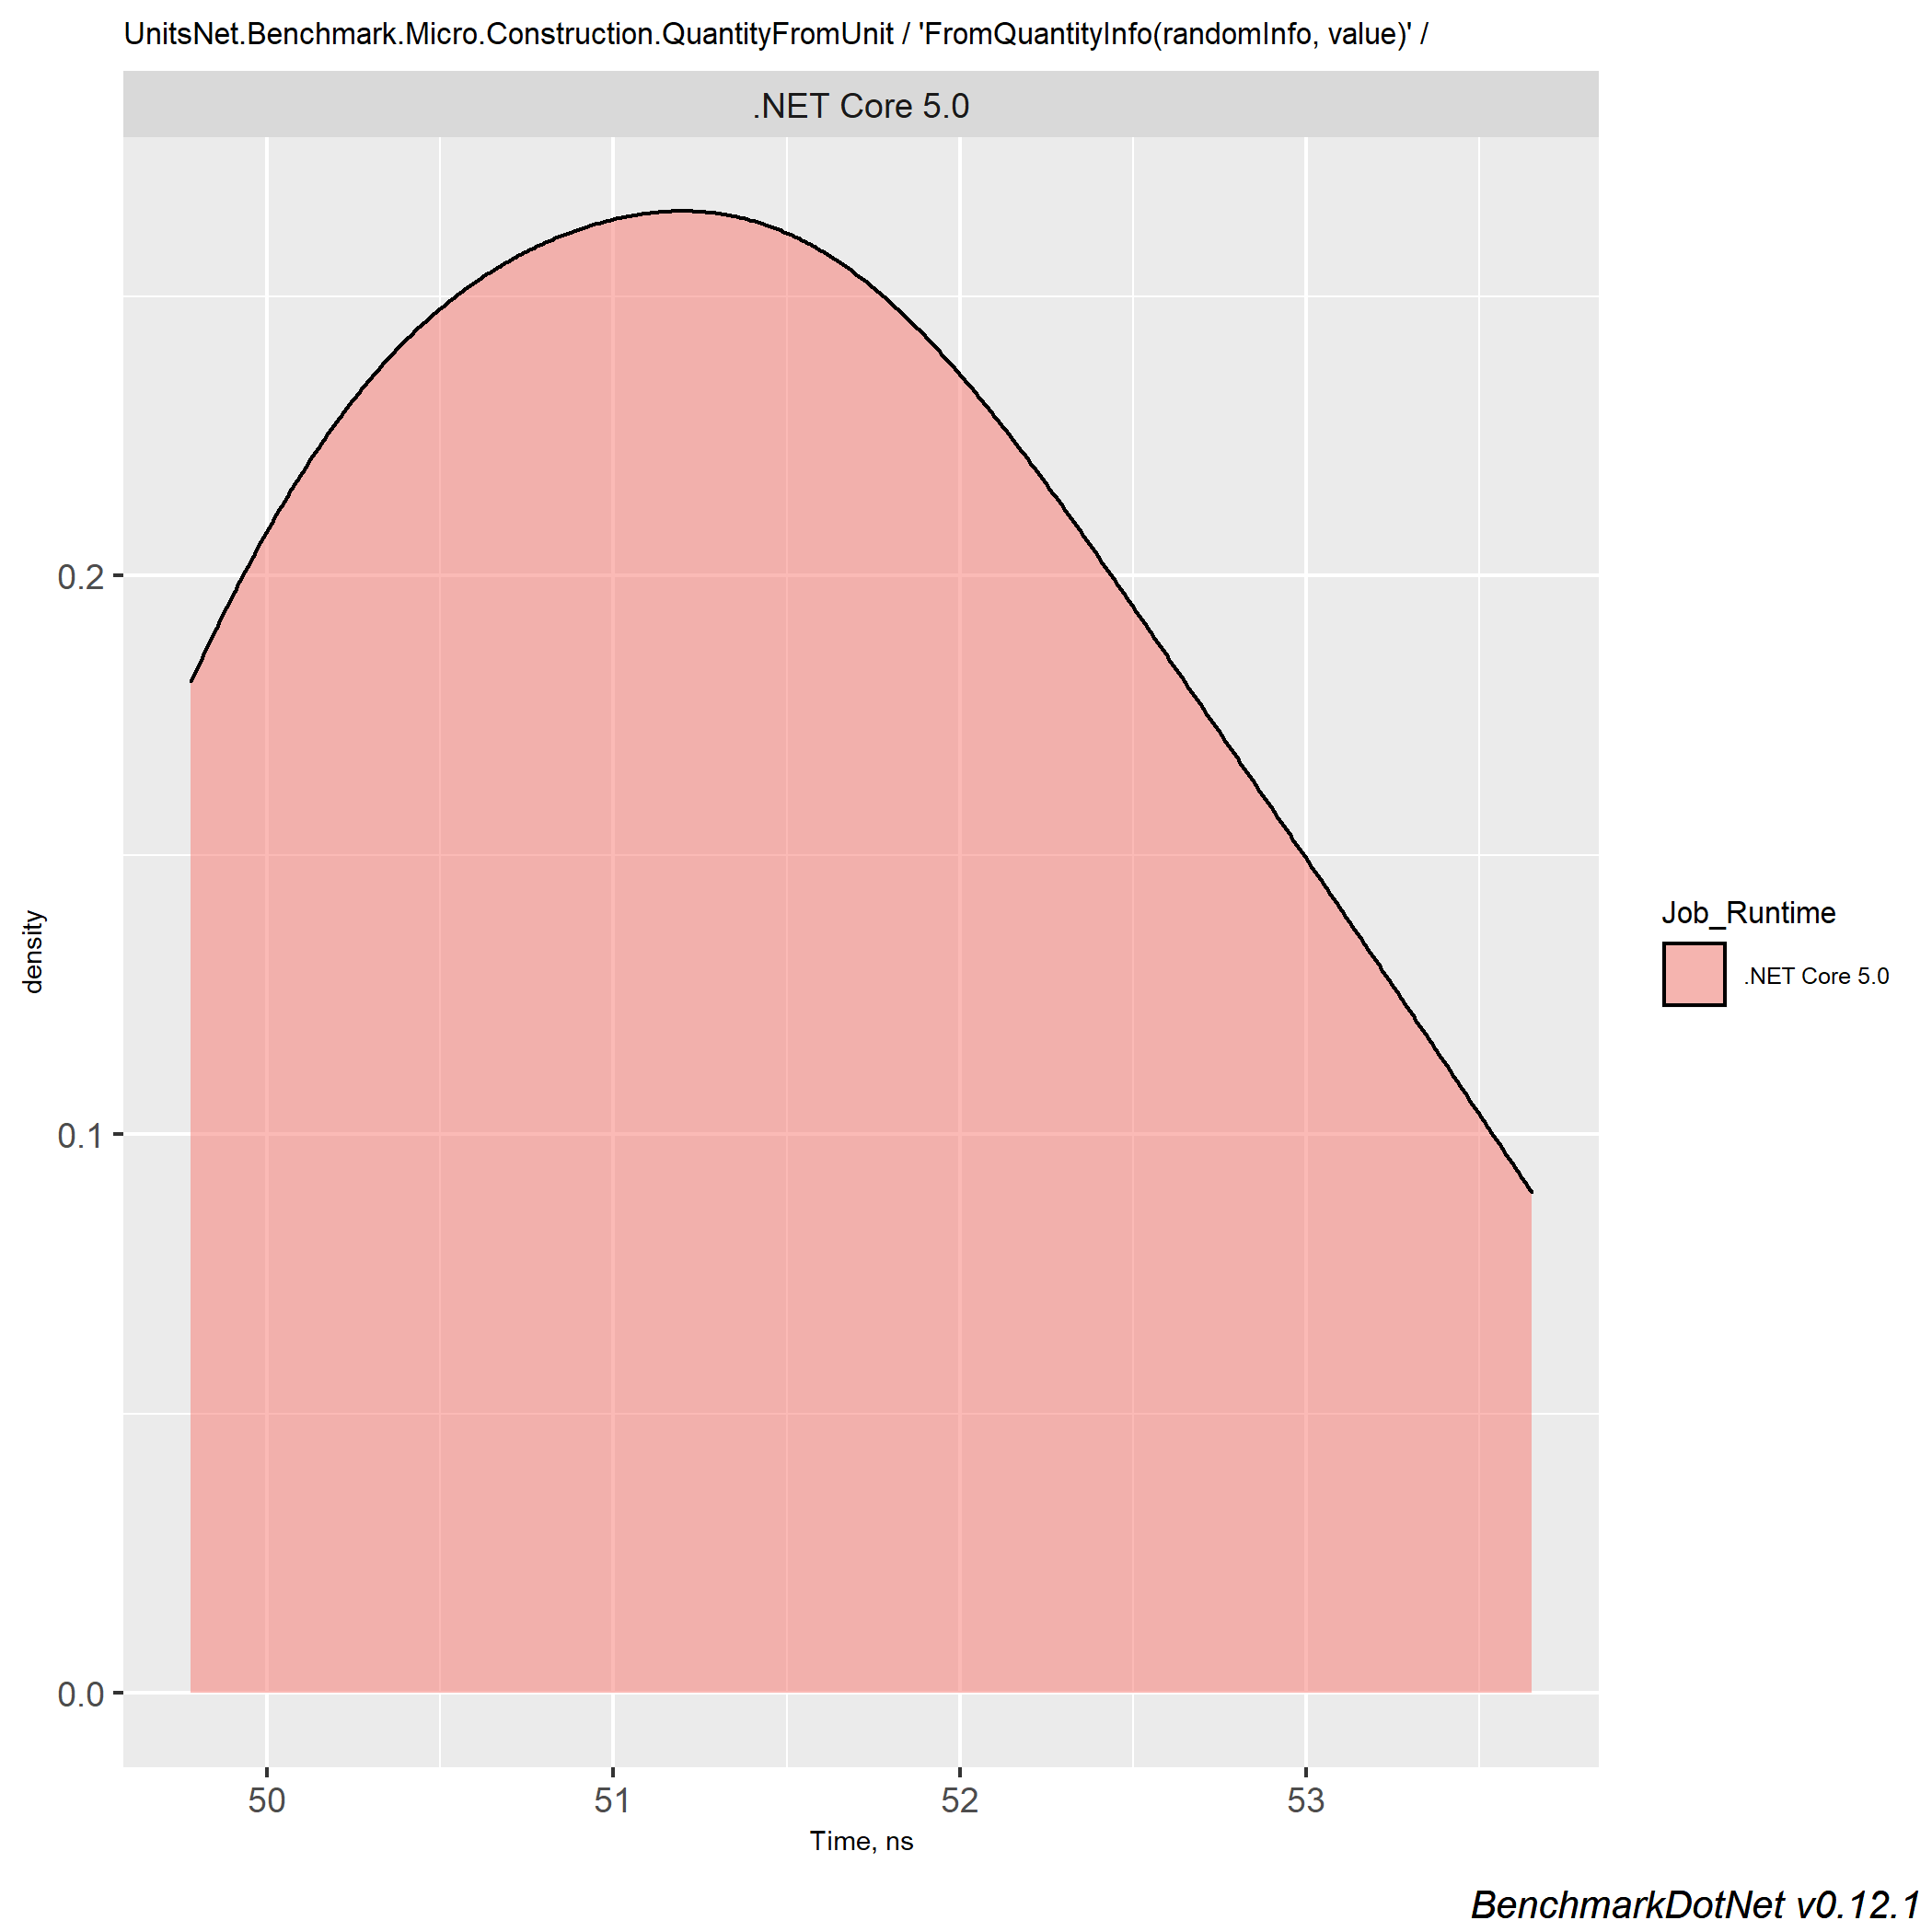 UnitsNet.Benchmark.Micro.Construction.QuantityFromUnit / 'FromQuantityInfo(randomInfo, value)' /
.NET Core 5.0
density
0.2
0.1
0.0
50 51 52 53
Time, ns
Job_Runtime
.NET Core 5.0
BenchmarkDotNet v0.12.1